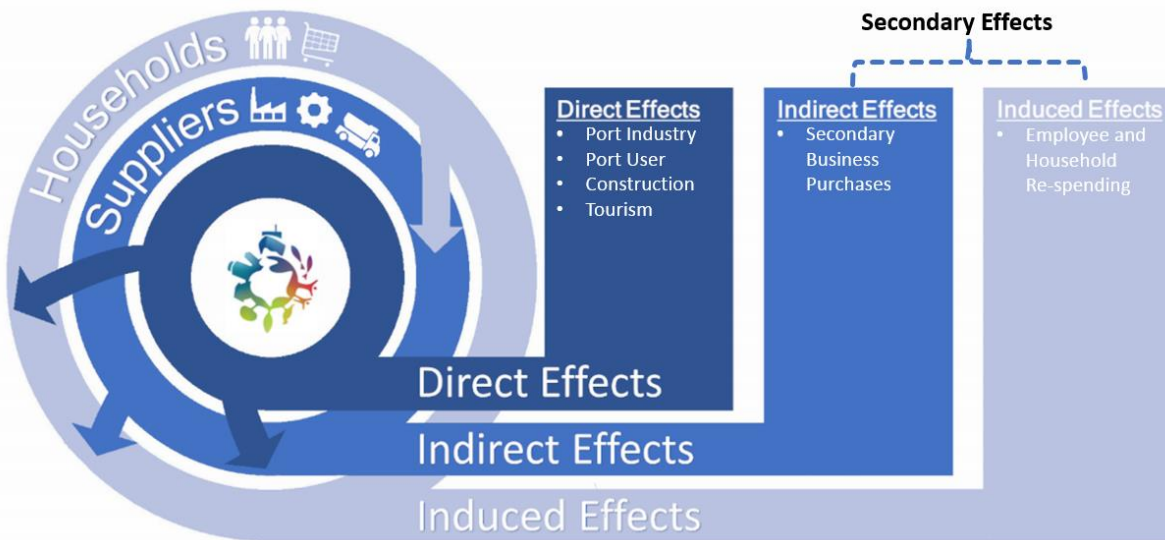 Secondary Effects
Households
Suppliers
Direct Effects
• Port Industry
• Port User
• Construction
• Tourism
Indirect Effects
• Secondary
Business
Purchases
Induced Effects
• Employee and
Household
Re-spending
Direct Effects
Indirect Effects
Induced Effects